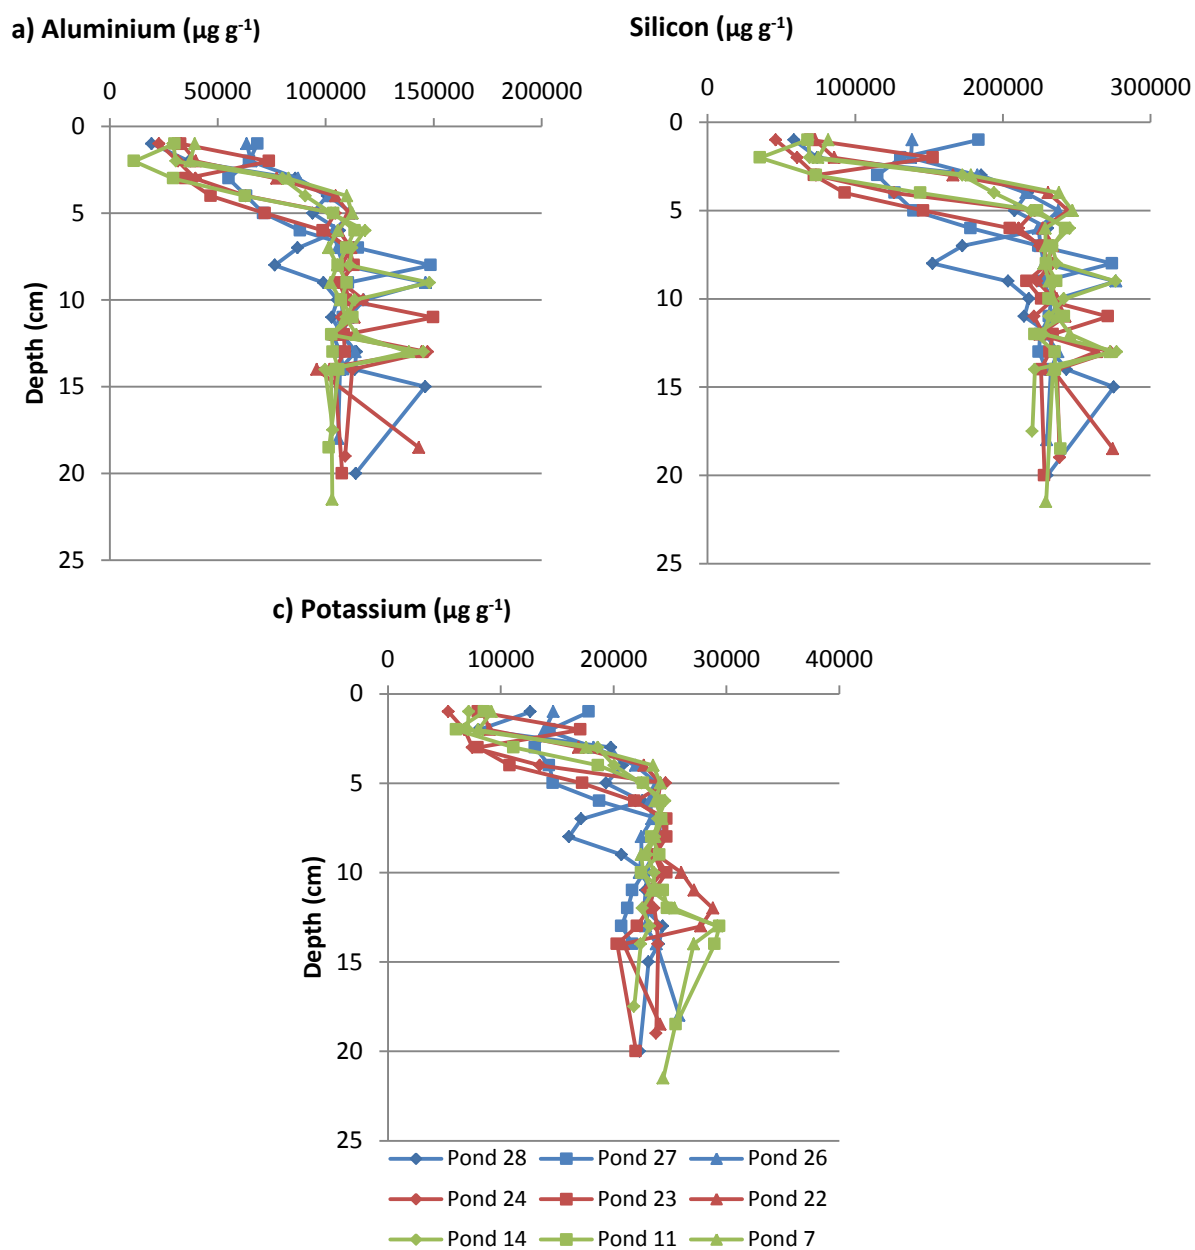 a) Aluminium (µg g-1)
Silicon (µg g-1)
0 50000 100000 150000 200000
0 100000 200000 300000
0
5
10
15
20
25
Depth (cm)
0
5
10
15
20
25
c) Potassium (µg g-1)
0 10000 20000 30000 40000
0
5
10
15
20
25
Depth (cm)
Pond 28 Pond 27 Pond 26
Pond 24 Pond 23 Pond 22
Pond 14 Pond 11 Pond 7